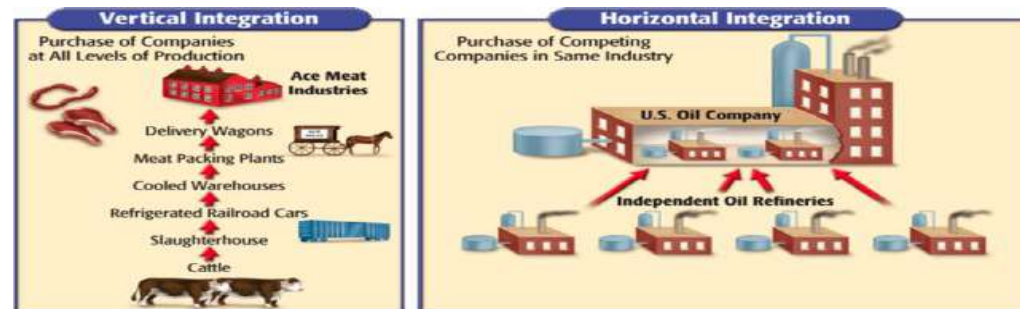 Vertical Integration
Purchase of Companies
at All Levels of Production
Ace Meat
Industries
Delivery Wagons
Meat Packing Plants
Cooled Warehouses
Refrigerated Railroad Cars
Slaughterhouse
Cattle
Horizontal Integration
Purchase of Competing
Companies in Same Industry
U.S. Oil Company
Independent Oil Refineries